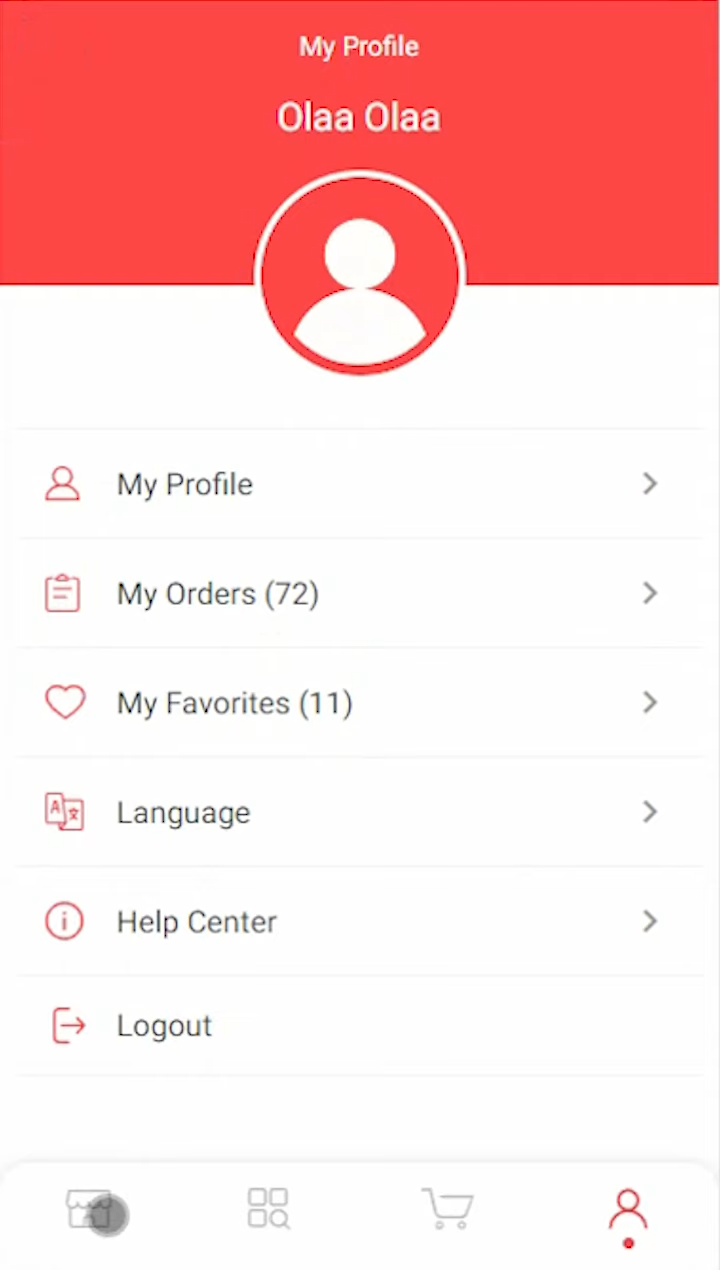 My Profile
Olaa Olaa
My Profile
My Orders (72)
My Favorites (11)
Language
Help Center
Logout